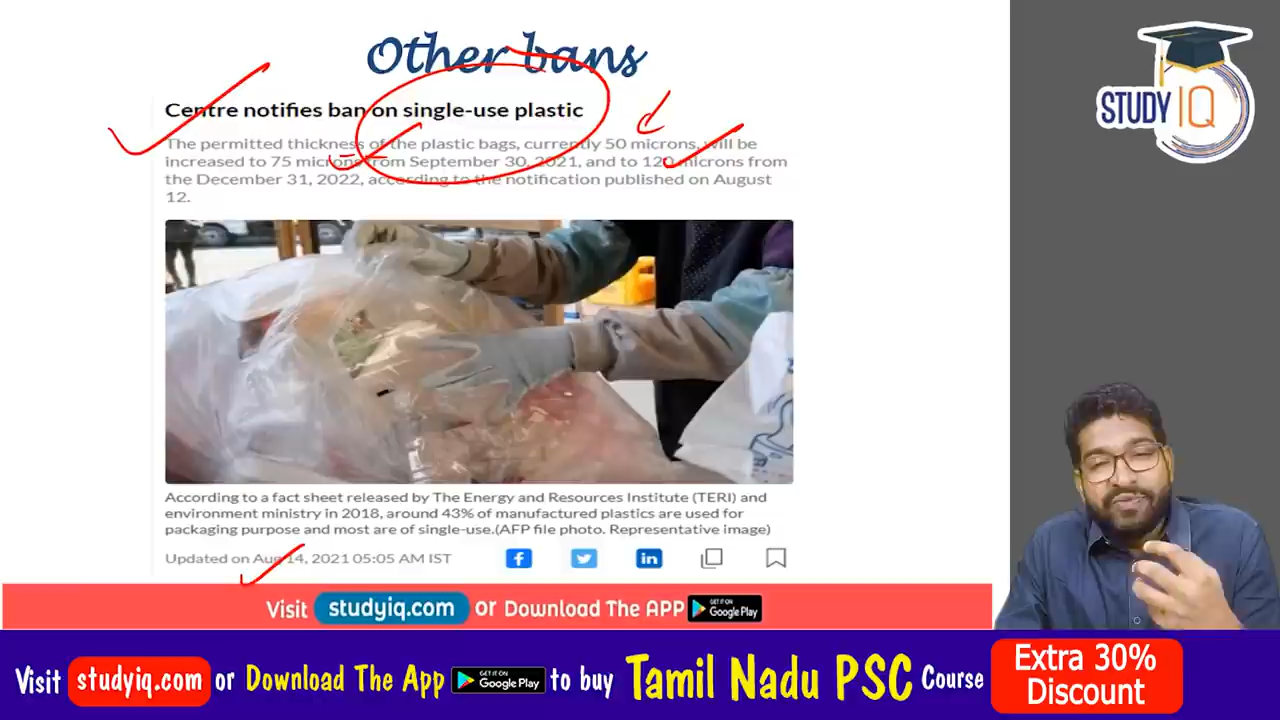 Other bans
STUDY IQ
Centre notifies ban on single-use plastic
The permitted thickness of the plastic bags, currently 50 microns, will be
increased to 75 microns from September 30, 2021, and to 120 microns from
the December 31, 2022, according to the notification published on August
12.
According to a fact sheet released by The Energy and Resources Institute (TERI) and
environment ministry in 2018, around 43% of manufactured plastics are used for
packaging purpose and most are of single-use.(AFP file photo. Representative image)
Updated on Aug 14, 2021 05:05 AM IST
Visit studyiq.com or Download The APP GET IT ON Google Play
Visit studyiq.com or Download The App GET IT ON Google Play to buy Tamil Nadu PSC Course
Extra 30%
Discount